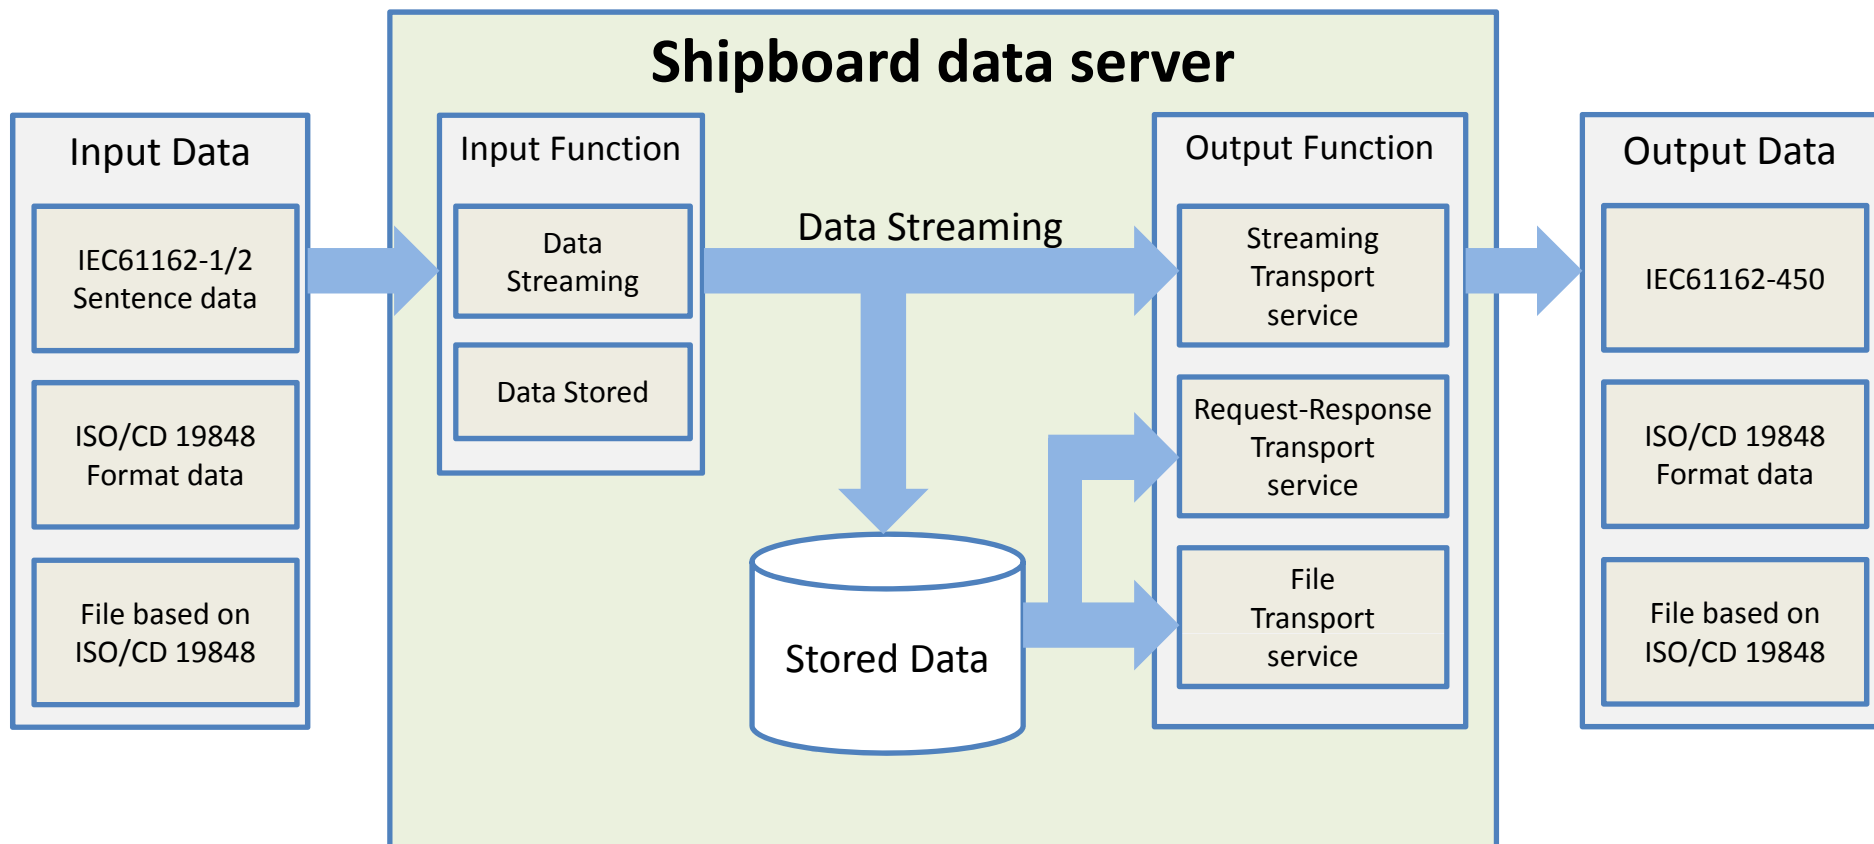 Shipboard data server
Input Data
IEC61162-1/2
Sentence data
ISO/CD 19848
Format data
File based on
ISO/CD 19848
Input Function
Data
Streaming
Data Stored
Data Streaming
Stored Data
Output Function
Streaming
Transport
service
Request-Response
Transport
service
File
Transport
service
Output Data
IEC61162-450
ISO/CD 19848
Format data
File based on
ISO/CD 19848